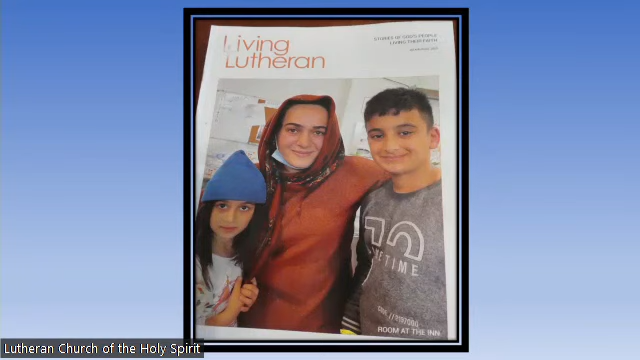 Living
Lutheran
STORIES OF GOD'S PEOPLE
LIVING THEIR FAITH
TIME
ROOM AT THE INN
Lutheran Church of the Holy Spirit